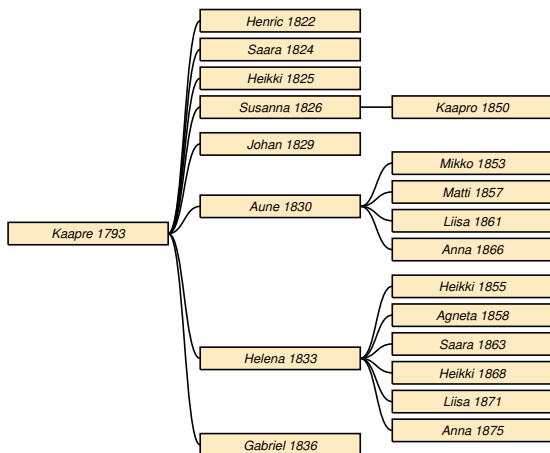 Kaapre 1793
Henric 1822
Saara 1824
Heikki 1825
Susanna 1826
Kaapro 1850
Johan 1829
Aune 1830
Mikko 1853
Matti 1857
Liisa 1861
Anna 1866
Helena 1833
Heikki 1855
Agneta 1858
Saara 1863
Heikki 1868
Liisa 1871
Anna 1875
Gabriel 1836